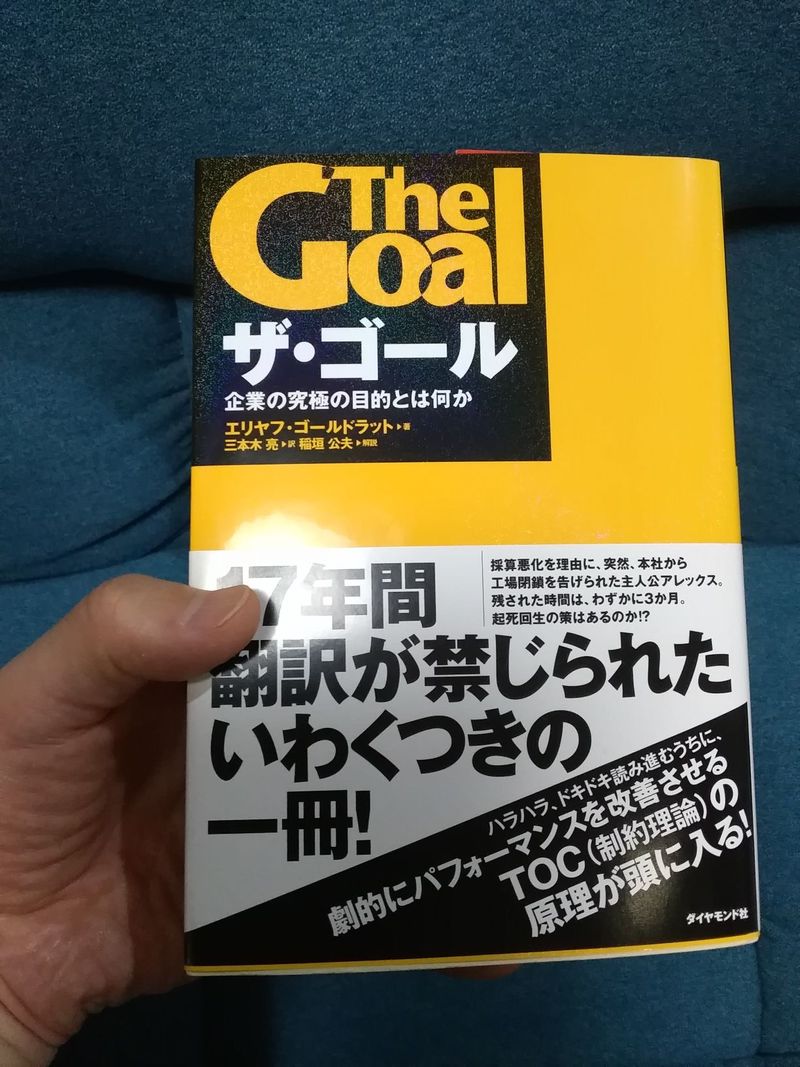 The
Goal
ザ・ゴール
企業の究極の目的とは何か
エリヤフ・ゴールドラット▶著
三本木 亮▶訳 稲垣 公夫▶解説
17年間
翻訳が禁じられた
いわくつきの
一冊!
採算悪化を理由に、突然、本社から
工場閉鎖を告げられた主人公アレックス。
残された時間は、わずかに3か月。
起死回生の策はあるのか!?
ハラハラ、ドキドキ読み進むうちに、
劇的にパフォーマンスを改善させる
TOC(制約理論)の
原理が頭に入る!
ダイヤモンド社